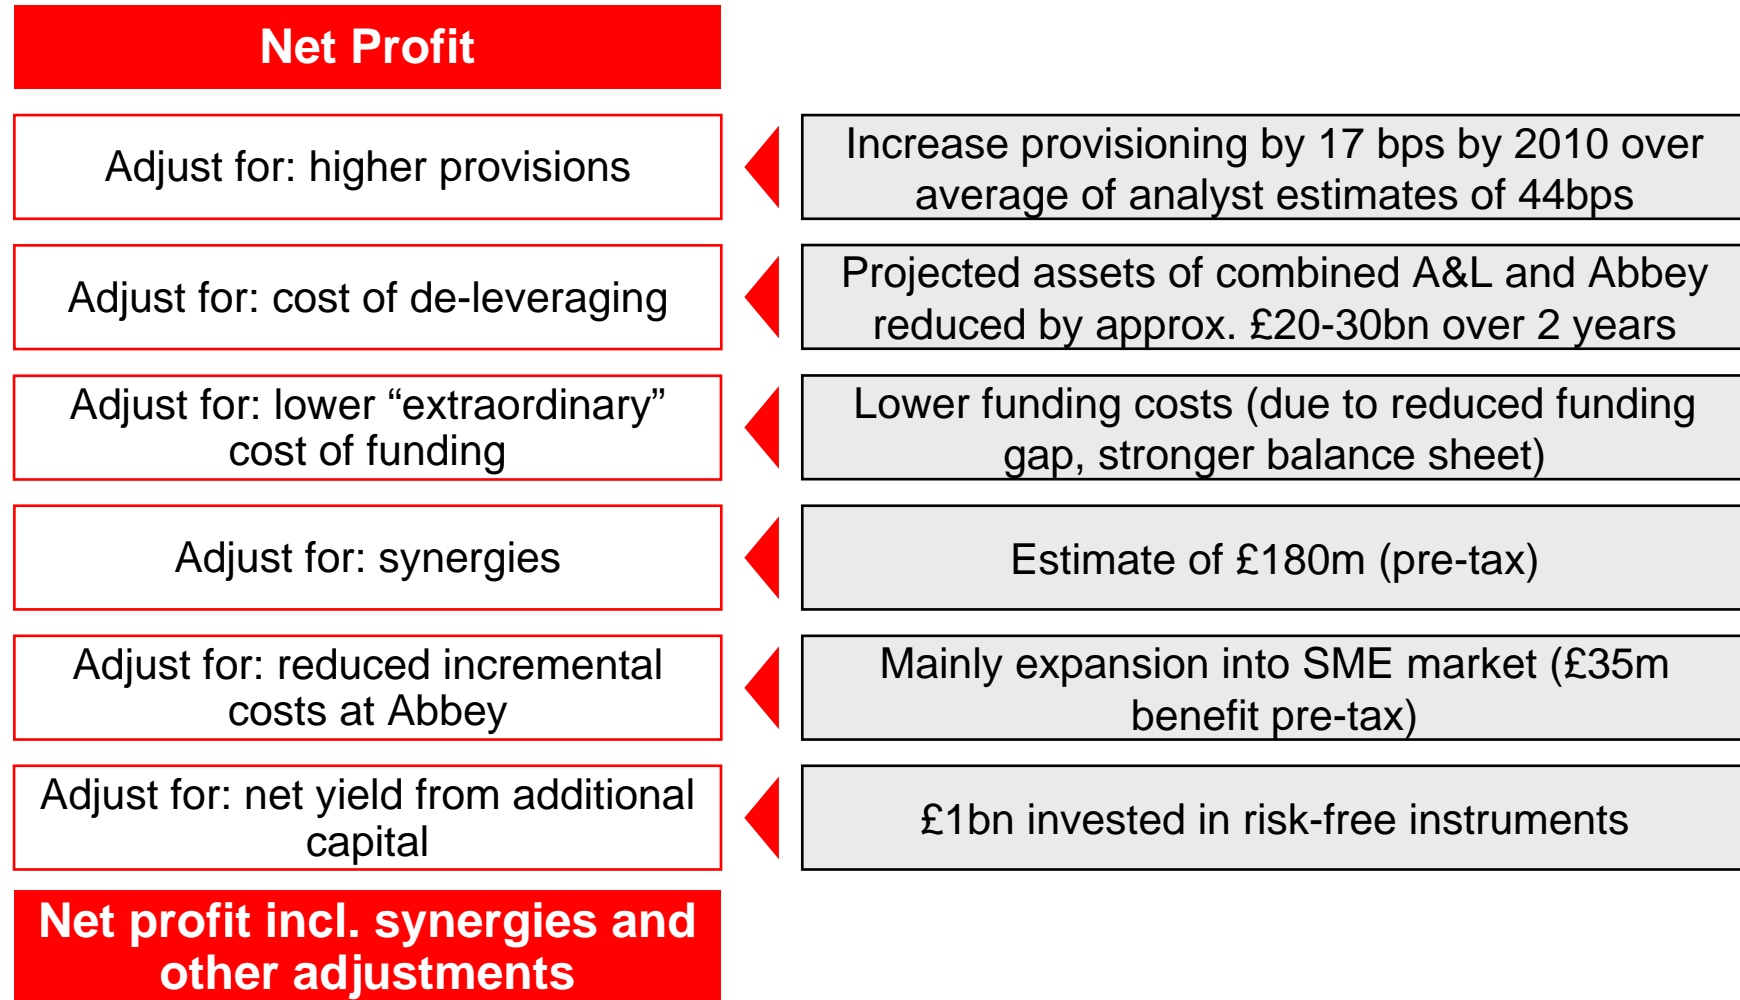 Net Profit
Adjust for: higher provisions
Increase provisioning by 17 bps by 2010 over
average of analyst estimates of 44bps
Adjust for: cost of de-leveraging
Projected assets of combined A&L and Abbey
reduced by approx. £20-30bn over 2 years
Adjust for: lower “extraordinary”
cost of funding
Lower funding costs (due to reduced funding
gap, stronger balance sheet)
Adjust for: synergies
Estimate of £180m (pre-tax)
Adjust for: reduced incremental
costs at Abbey
Mainly expansion into SME market (£35m
benefit pre-tax)
Adjust for: net yield from additional
capital
£1bn invested in risk-free instruments
Net profit incl. synergies and
other adjustments